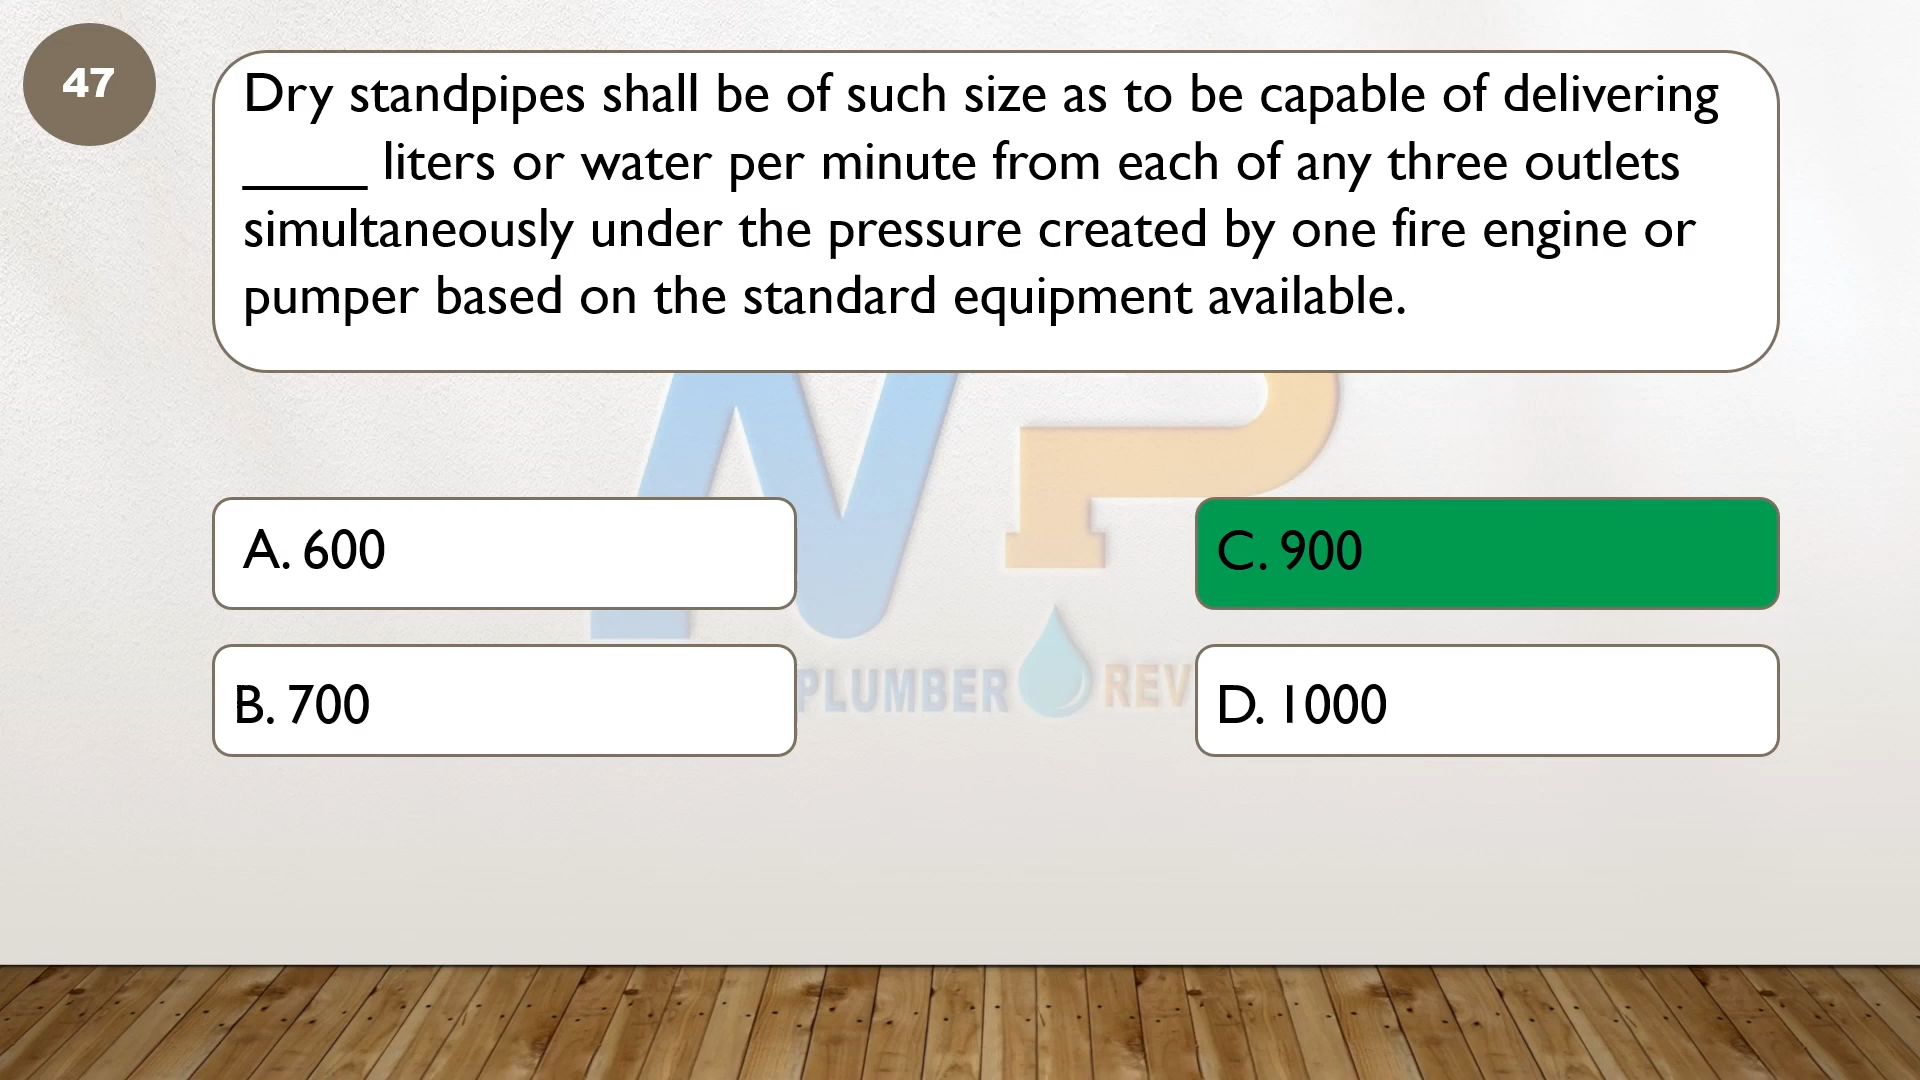 47
Dry standpipes shall be of such size as to be capable of delivering
____ liters or water per minute from each of any three outlets
simultaneously under the pressure created by one fire engine or
pumper based on the standard equipment available.
A. 600
C. 900
B. 700
D. 1000
NP
PLUMBER REV